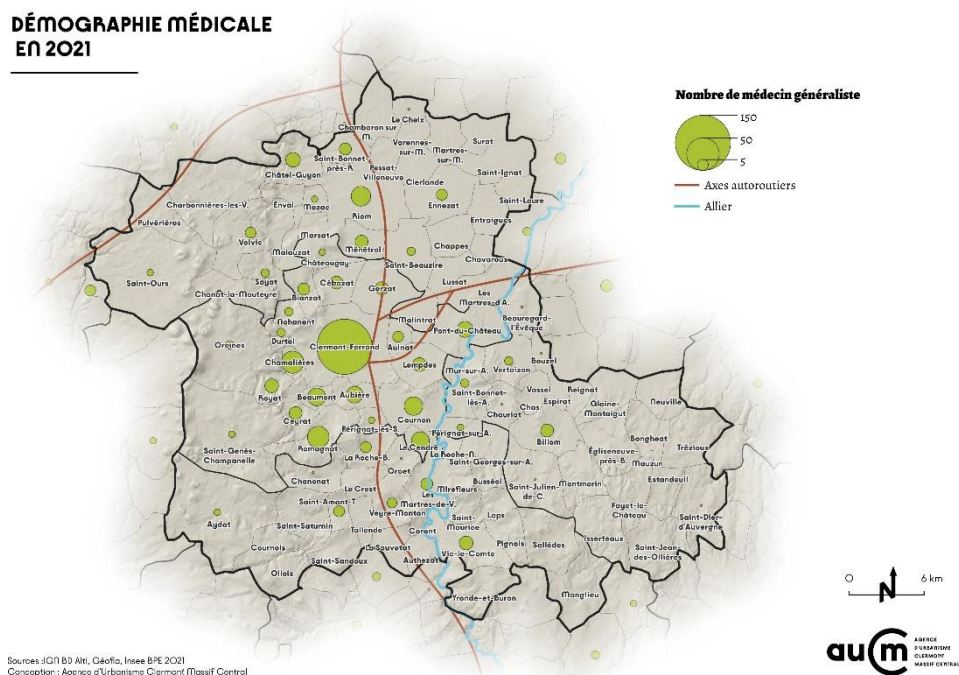 DÉMOGRAPHIE MÉDICALE
EN 2021
Nombre de médecin généraliste
150
50
5
Axes autoroutiers
Allier
Le Cheix
Chambaron sur
M.
Varennes-
sur-M.
Surat
Saint-Bonnet
près-R.
Martres-
sur-M.
Pessat-
Villeneuve
Châtel-Guyon
Saint-Ignat
Clerlande
Charbonnières-les-V.
Enval
Mozac
Ennezat
Saint-Laure
Riom
Pulvérières
Entraigues
Volvic
Marsat
Ménétrol
Chappes
Malauzat
Châteaugay
Saint-Beauzire
Chavaroux
Saint-Ours
Sayat
Cébazat
Gerzat
Lussat
Chanat-la-Mouteyre
Blanzat
Les
Martres-d'A.
Nohanent
Malintrat
Beauregard-
l'Évêque
Durtol
Pont-du-Château
Orcines
Clermont-Ferrand
Aulnat
Chamalières
Lempdes
Bouzel
Mur-sur-A.
Vertaizon
Royat
Beaumont
Aubière
Saint-Bonnet-
lès-A.
Vassel
Reignat
Espirat
Glaine-
Montaigut
Neuville
Ceyrat
Cournon
Chauriat
Chas
Pérignat-lès-S.
Pérignat-sur-A.
Romagnat
Le Cendre
Billom
Bongheat
Trézioux
Saint-Genès-
Champanelle
La Roche-B.
La Roche-N.
Saint-Georges-sur-A.
Égliseneuve-
près-B.
Mauzun
Orcet
Chanonat
Busséol
Estandeuil
Le Crest
Mirefleurs
Saint-Julien-
de-C.
Montmorin
Les
Martres-de-V.
Saint-Amant-T.
Veyre-Monton
Fayet-le-
Château
Aydat
Saint-Saturnin
Saint-
Maurice
Laps
Saint-Dier-
d'Auvergne
Tallende
Corent
Isserteaux
Cournols
La Sauvetat
Vic-le-Comte
Pignols
Sallèdes
Saint-Jean-
des-Ollières
Saint-Sandoux
Authezat
Olloix
Yronde-et-Buron
Manglieu
0
N
6 km
auCm
AGENCE
D'URBANISME
CLERMONT
MASSIF CENTRAL
Sources :IGN BD Alti, Géofla, Insee BPE 2021
Conception : Agence d'Urbanisme Clermont Massif Central